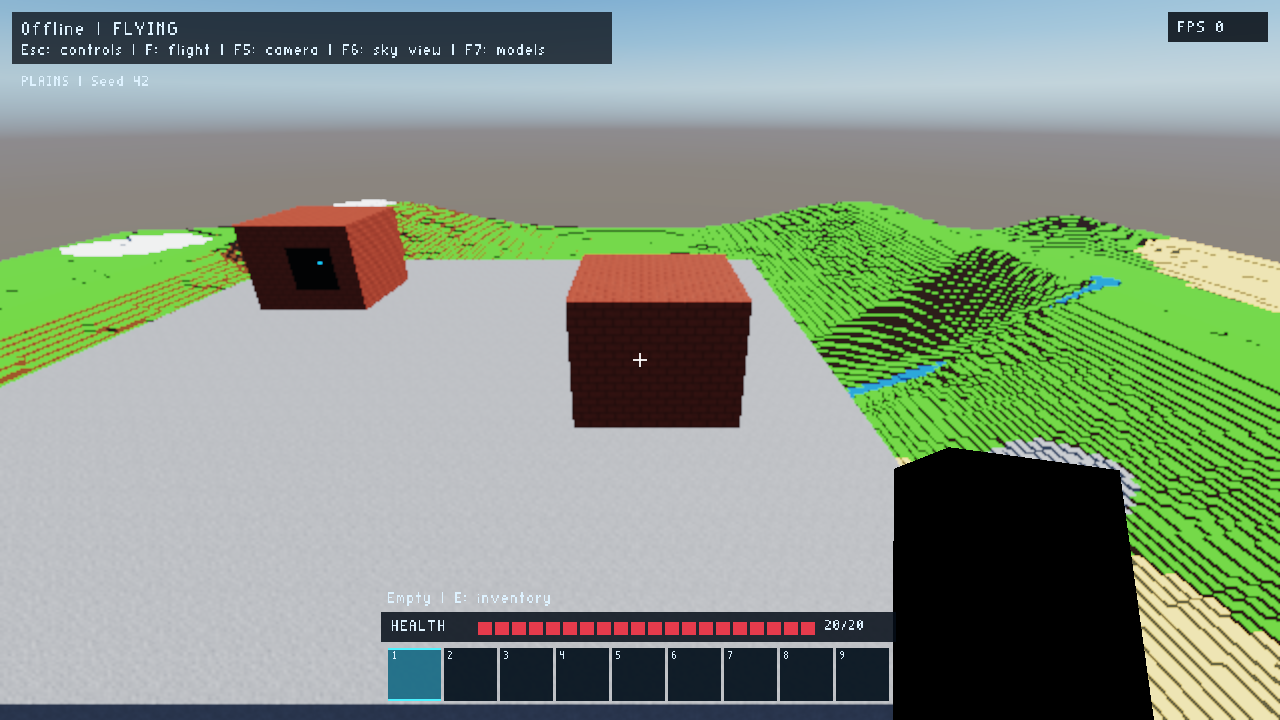 Offline | FLYING
Esc: controls | F: flight | F5: camera | F6: sky view | F7: models
FPS 0
PLAINS | Seed 42
Empty | E: inventory
HEALTH 20/20
1 2 3 4 5 6 7 8 9